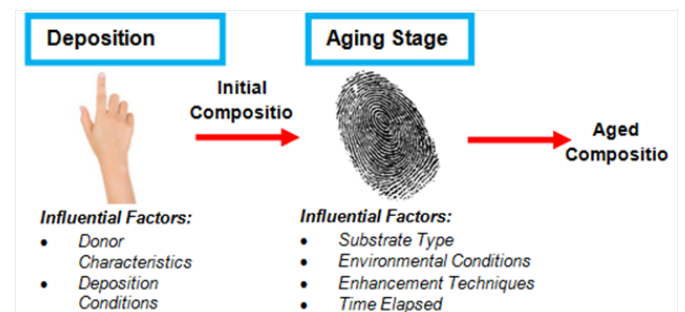 Deposition
Aging Stage
Initial
Compositio
Aged
Compositio
Influential Factors:
• Donor
Characteristics
• Deposition
Conditions
Influential Factors:
• Substrate Type
• Environmental Conditions
• Enhancement Techniques
• Time Elapsed